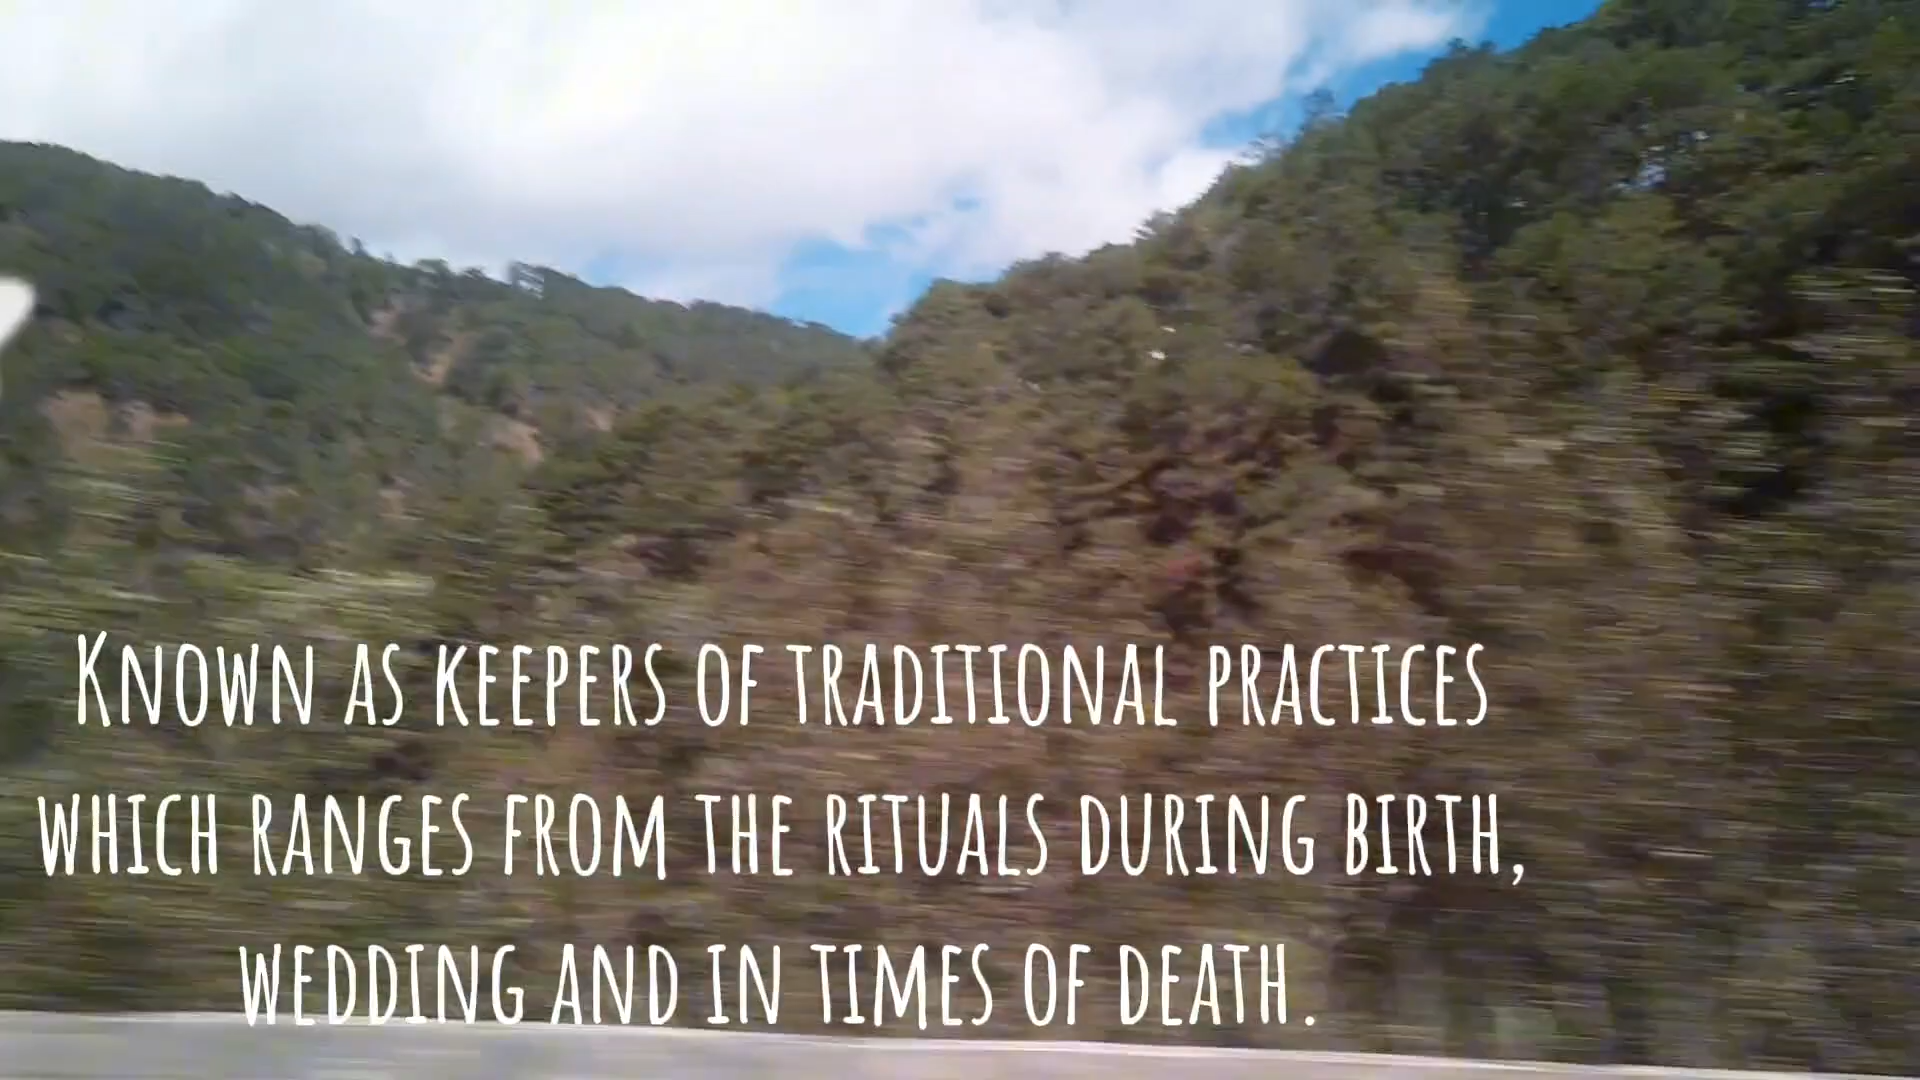 Known as keepers of traditional practices
which ranges from the rituals during birth,
wedding and in times of death.